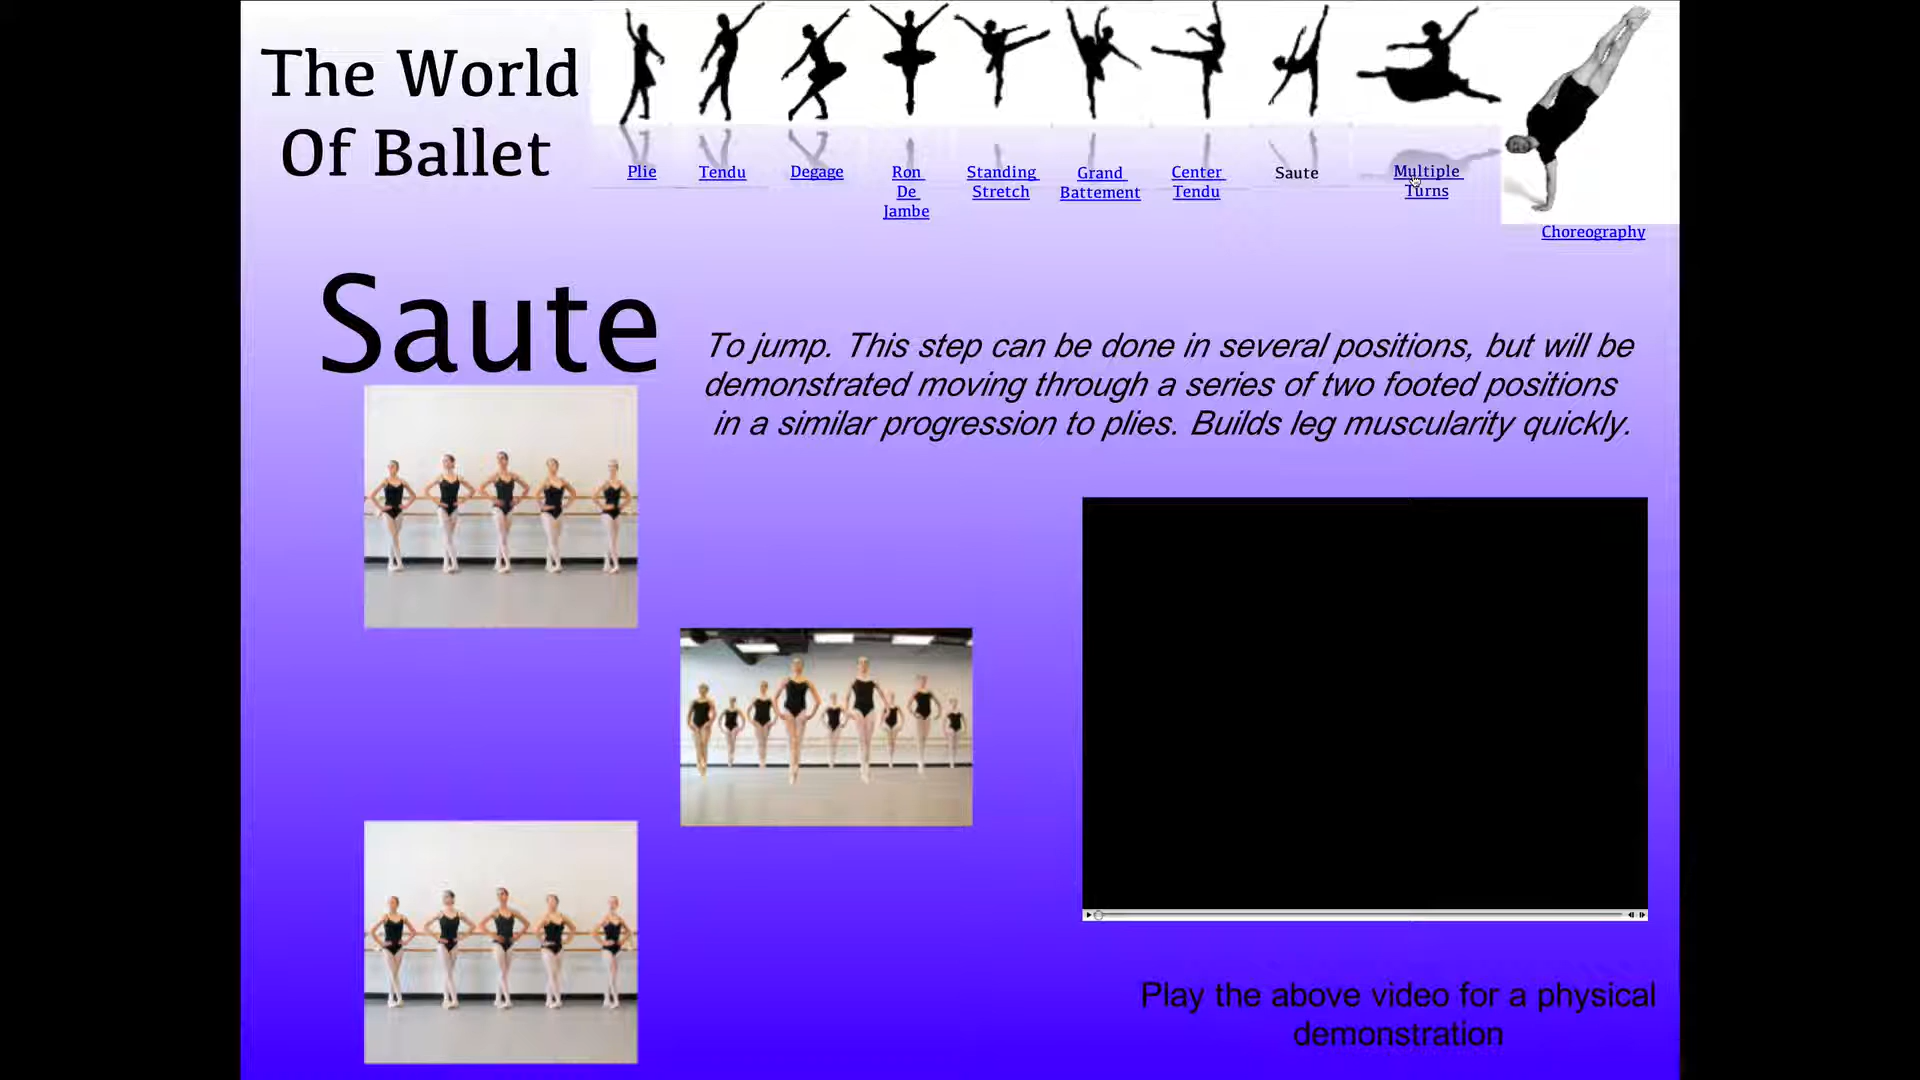 The World
Of Ballet
Plie
Tendu
Degage
Ron
De
Jambe
Standing
Stretch
Grand
Battement
Center
Tendu
Saute
Multiple
Turns
Choreography
Saute
To jump. This step can be done in several positions, but will be
demonstrated moving through a series of two footed positions
in a similar progression to plies. Builds leg muscularity quickly.
Play the above video for a physical
demonstration